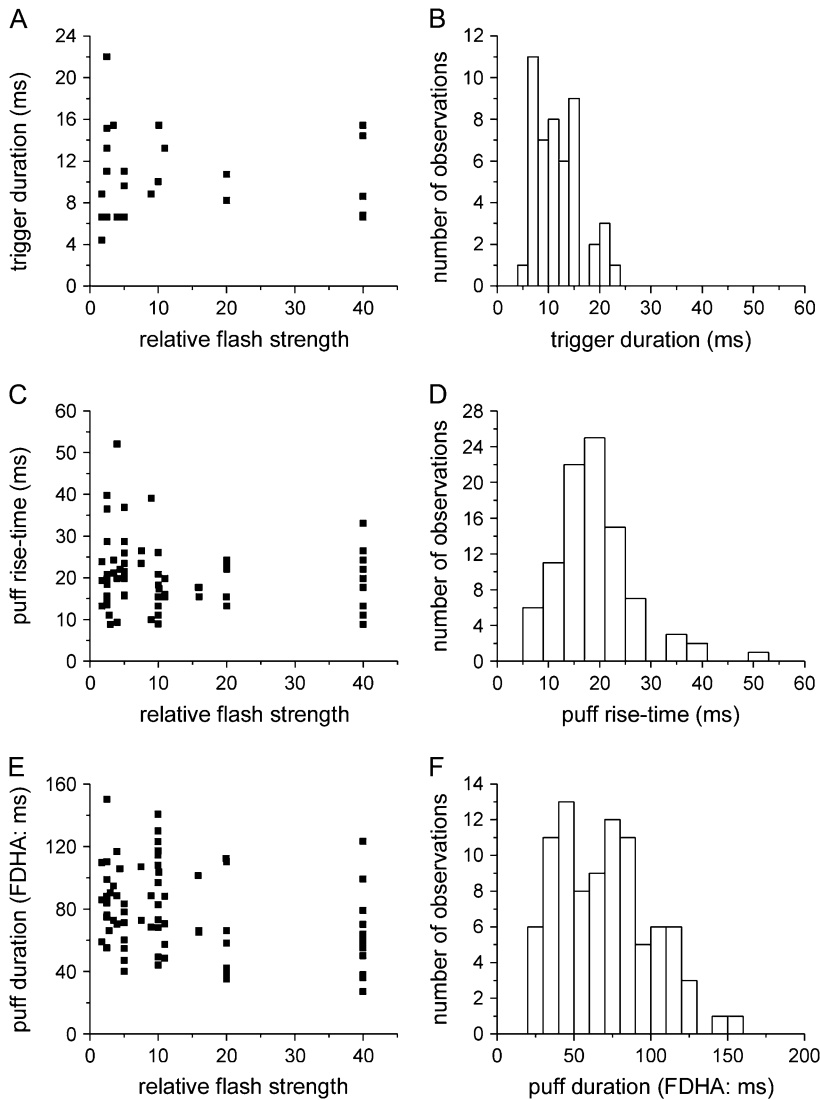 A
24
20
16
12
8
4
0
trigger duration (ms)
0 10 20 30 40
relative flash strength
B
12
10
8
6
4
2
0
number of observations
0 10 20 30 40 50 60
trigger duration (ms)
C
60
50
40
30
20
10
0
puff rise-time (ms)
0 10 20 30 40
relative flash strength
D
28
24
20
16
12
8
4
0
number of observations
0 10 20 30 40 50 60
puff rise-time (ms)
E
160
120
80
40
0
puff duration (FDHA: ms)
0 10 20 30 40
relative flash strength
F
14
12
10
8
6
4
2
0
number of observations
0 50 100 150 200
puff duration (FDHA: ms)